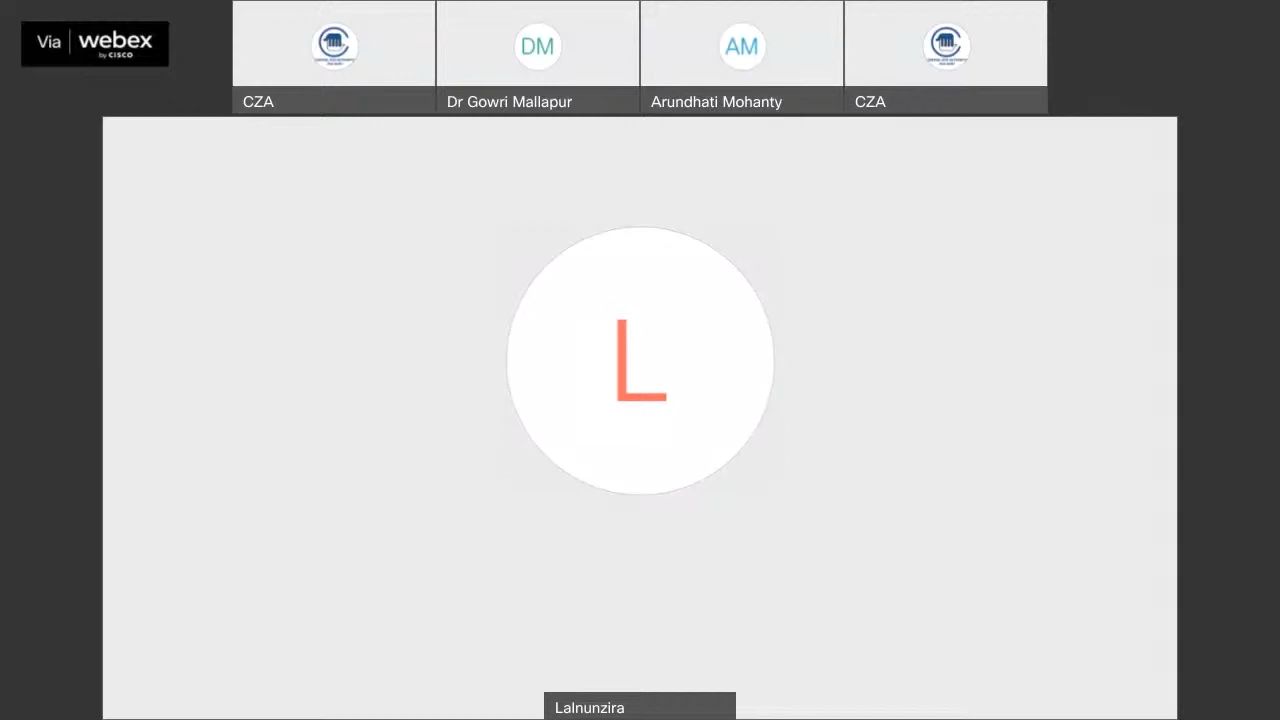 Via webex
by CISCO
DM
AM
CZA
Dr Gowri Mallapur
Arundhati Mohanty
CZA
L
Lalnunzira